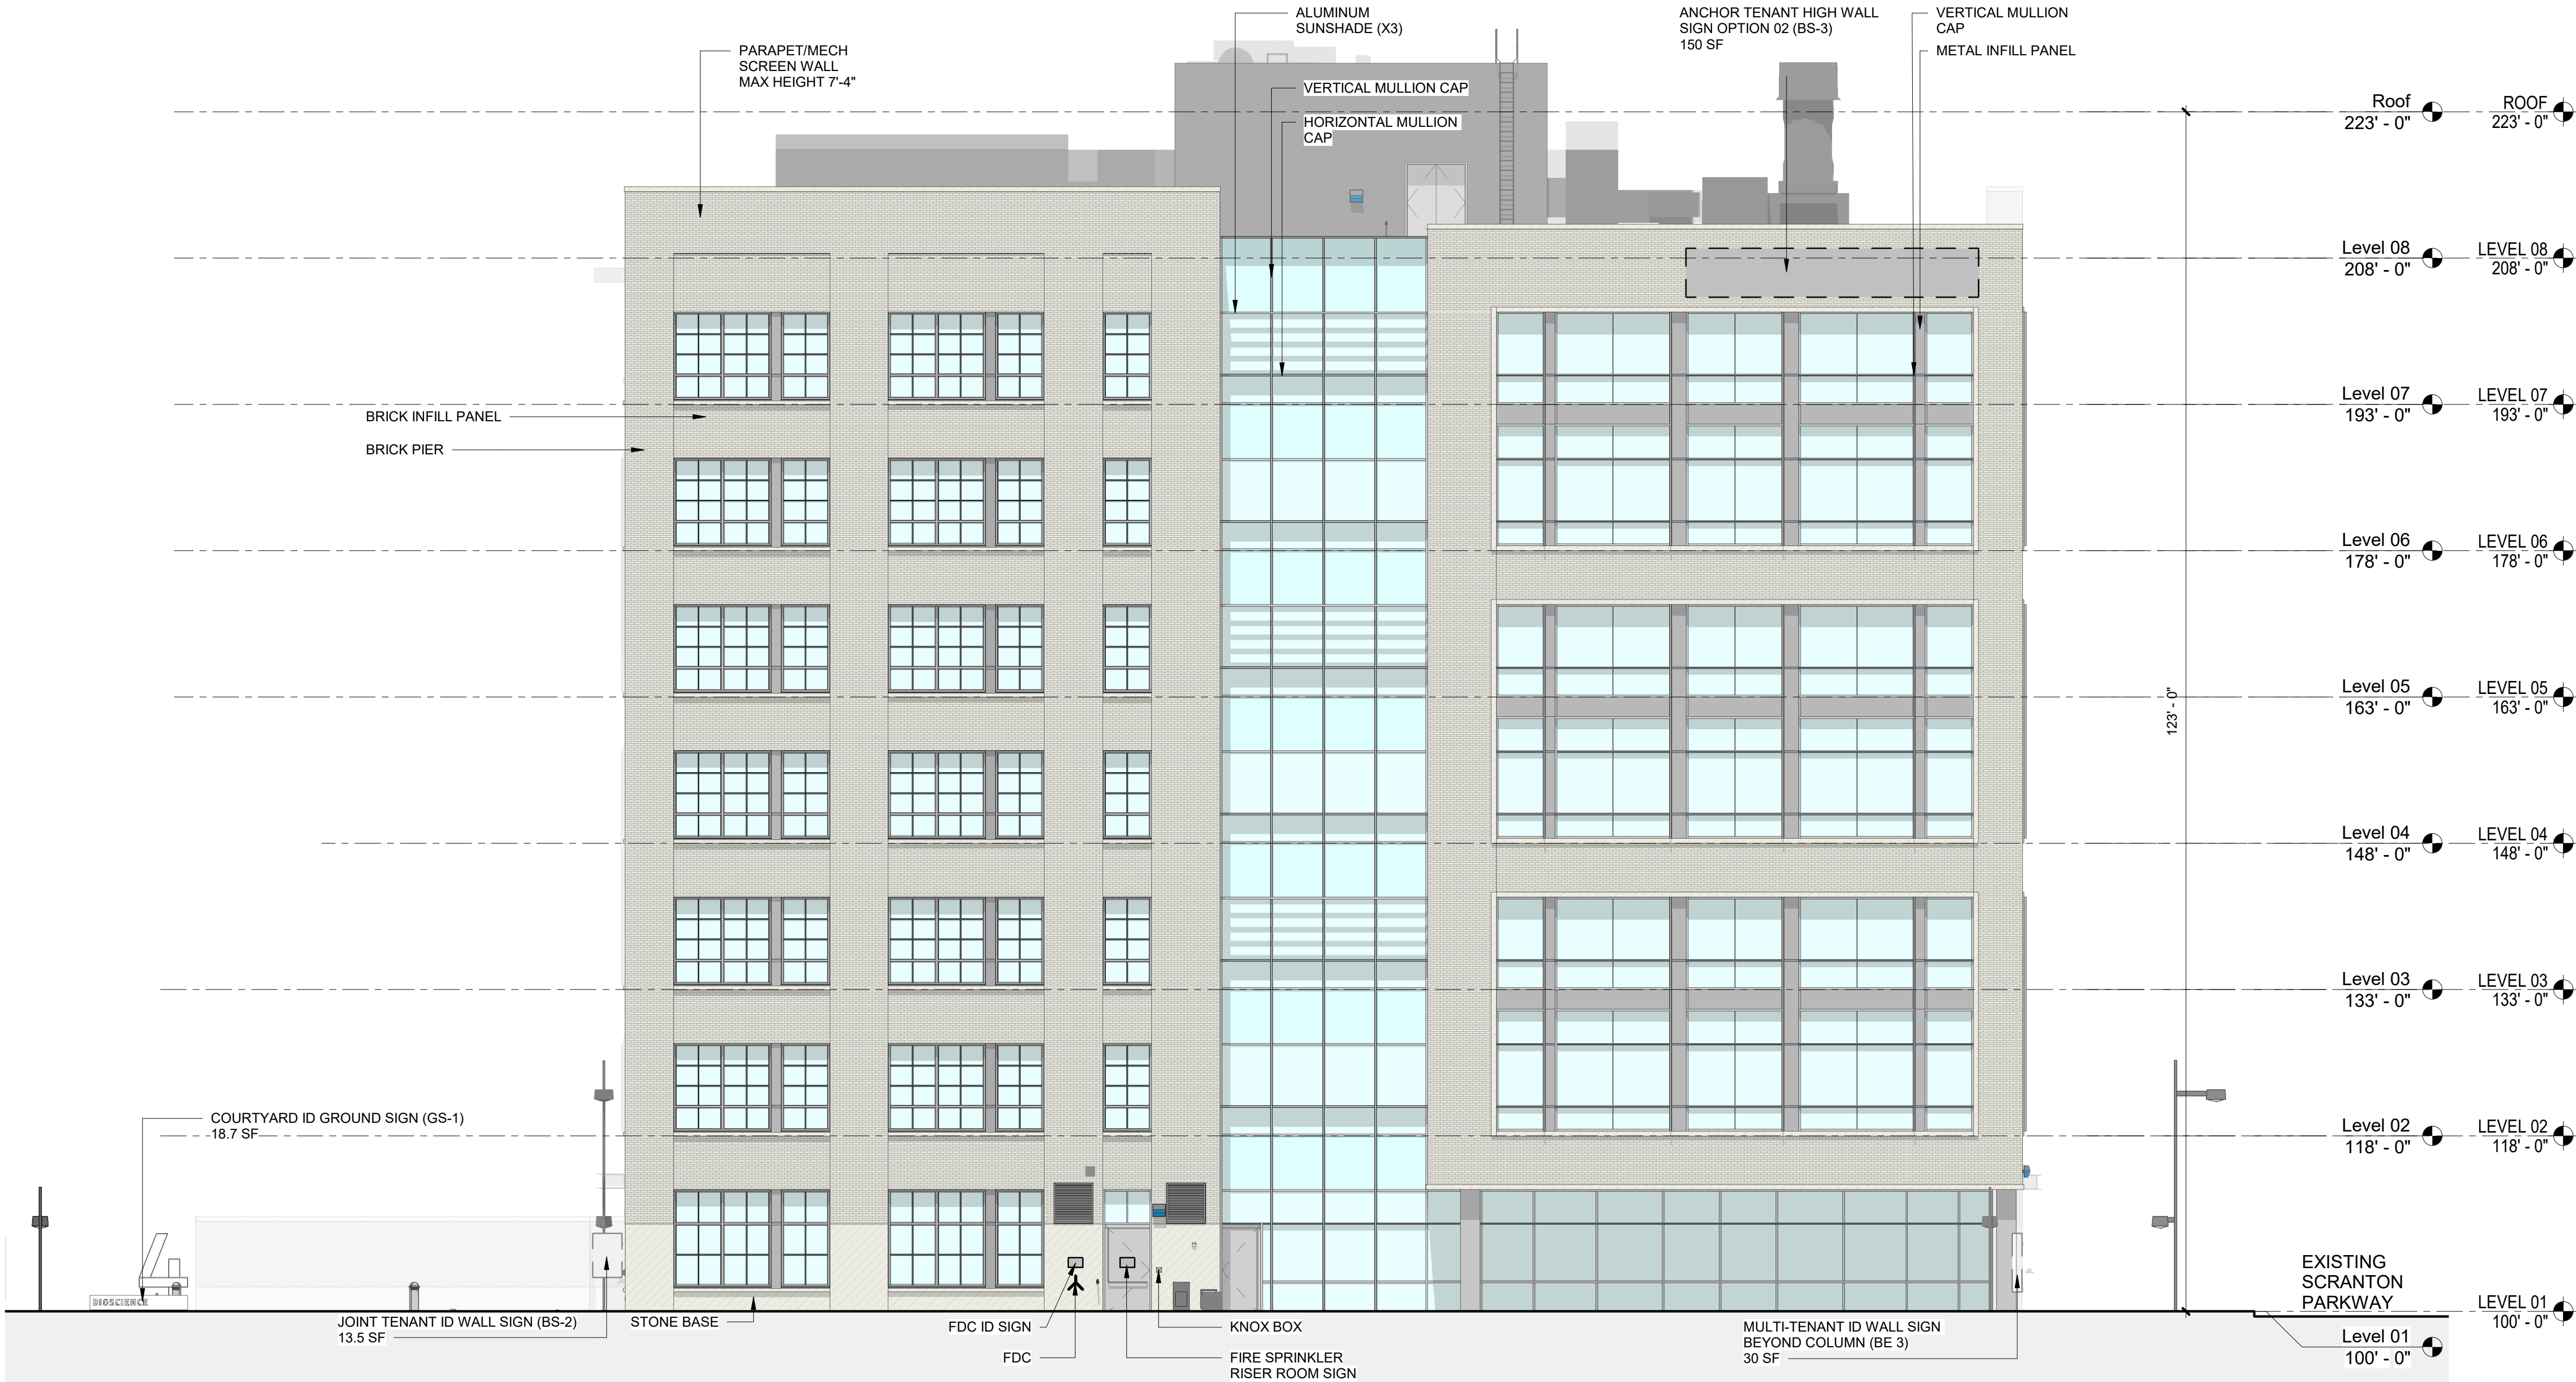 ALUMINUM
SUNSHADE (X3)
ANCHOR TENANT HIGH WALL
SIGN OPTION 02 (BS-3)
150 SF
VERTICAL MULLION
CAP
METAL INFILL PANEL
PARAPET/MECH
SCREEN WALL
MAX HEIGHT 7'-4"
VERTICAL MULLION CAP
HORIZONTAL MULLION
CAP
Roof
223' - 0"
ROOF
223' - 0"
Level 08
208' - 0"
LEVEL 08
208' - 0"
Level 07
193' - 0"
LEVEL 07
193' - 0"
BRICK INFILL PANEL
BRICK PIER
Level 06
178' - 0"
LEVEL 06
178' - 0"
Level 05
163' - 0"
LEVEL 05
163' - 0"
123' - 0"
Level 04
148' - 0"
LEVEL 04
148' - 0"
Level 03
133' - 0"
LEVEL 03
133' - 0"
COURTYARD ID GROUND SIGN (GS-1)
18.7 SF
Level 02
118' - 0"
LEVEL 02
118' - 0"
BIOSCIENCE
EXISTING
SCRANTON
PARKWAY
LEVEL 01
100' - 0"
Level 01
100' - 0"
JOINT TENANT ID WALL SIGN (BS-2)
13.5 SF
STONE BASE
FDC ID SIGN
FDC
KNOX BOX
FIRE SPRINKLER
RISER ROOM SIGN
MULTI-TENANT ID WALL SIGN
BEYOND COLUMN (BE 3)
30 SF